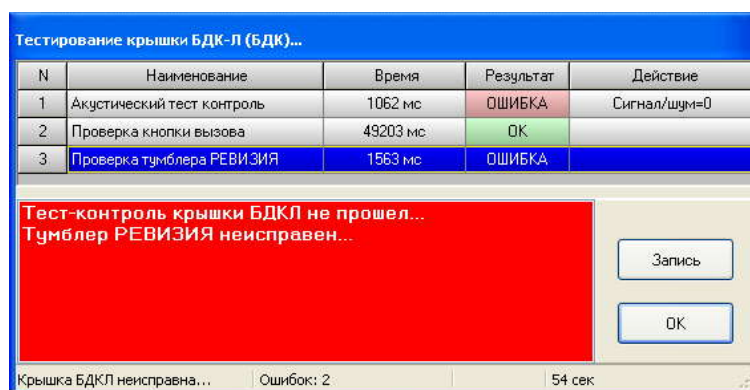 Тестирование крышки БДК-Л (БДК)...
N Наименование Время Результат Действие
1 Акустический тест контроль 1062 мс ОШИБКА Сигнал/шум=0
2 Проверка кнопки вызова 49203 мс OK
3 Проверка тумблера РЕВИЗИЯ 1563 мс ОШИБКА
Тест-контроль крышки БДКЛ не прошел...
Тумблер РЕВИЗИЯ неисправен...
Запись
OK
Крышка БДКЛ неисправна... Ошибок: 2 54 сек